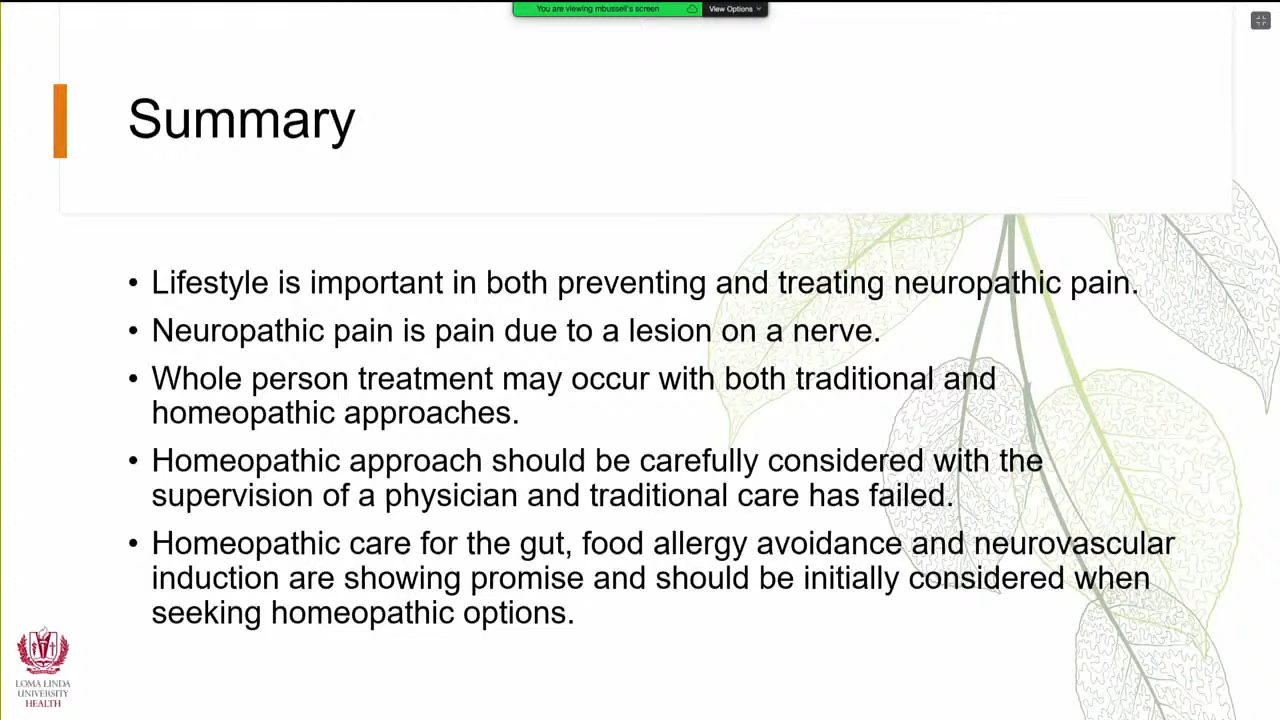 You are viewing mbussell's screen
View Options
Summary
• Lifestyle is important in both preventing and treating neuropathic pain.
• Neuropathic pain is pain due to a lesion on a nerve.
• Whole person treatment may occur with both traditional and
homeopathic approaches.
• Homeopathic approach should be carefully considered with the
supervision of a physician and traditional care has failed.
• Homeopathic care for the gut, food allergy avoidance and neurovascular
induction are showing promise and should be initially considered when
seeking homeopathic options.
LOMA LINDA
UNIVERSITY
HEALTH